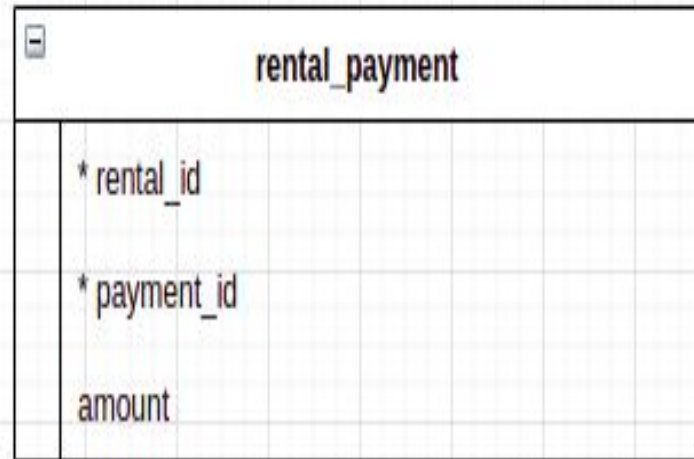 rental_payment
* rental_id
* payment_id
amount